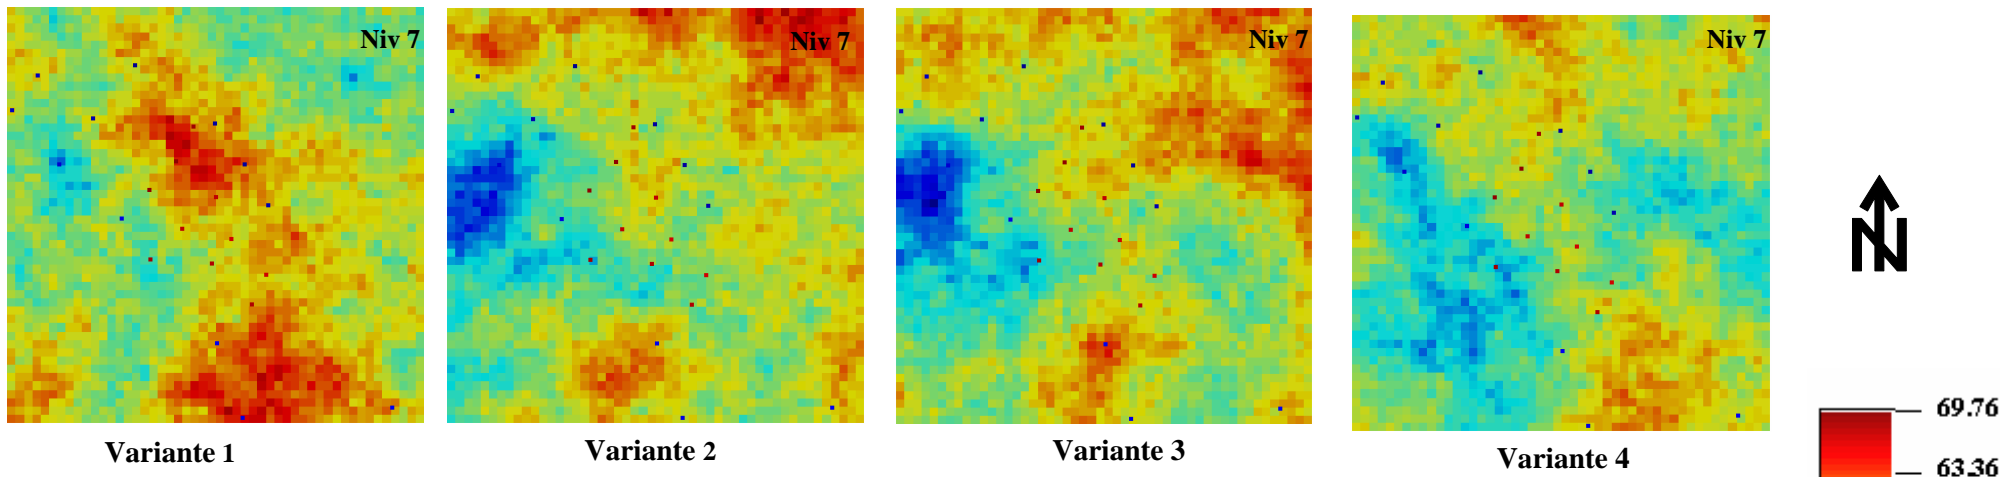 Niv 7
Niv 7
Niv 7
Niv 7
Variante 1
Variante 2
Variante 3
Variante 4
N
69.76
63.36